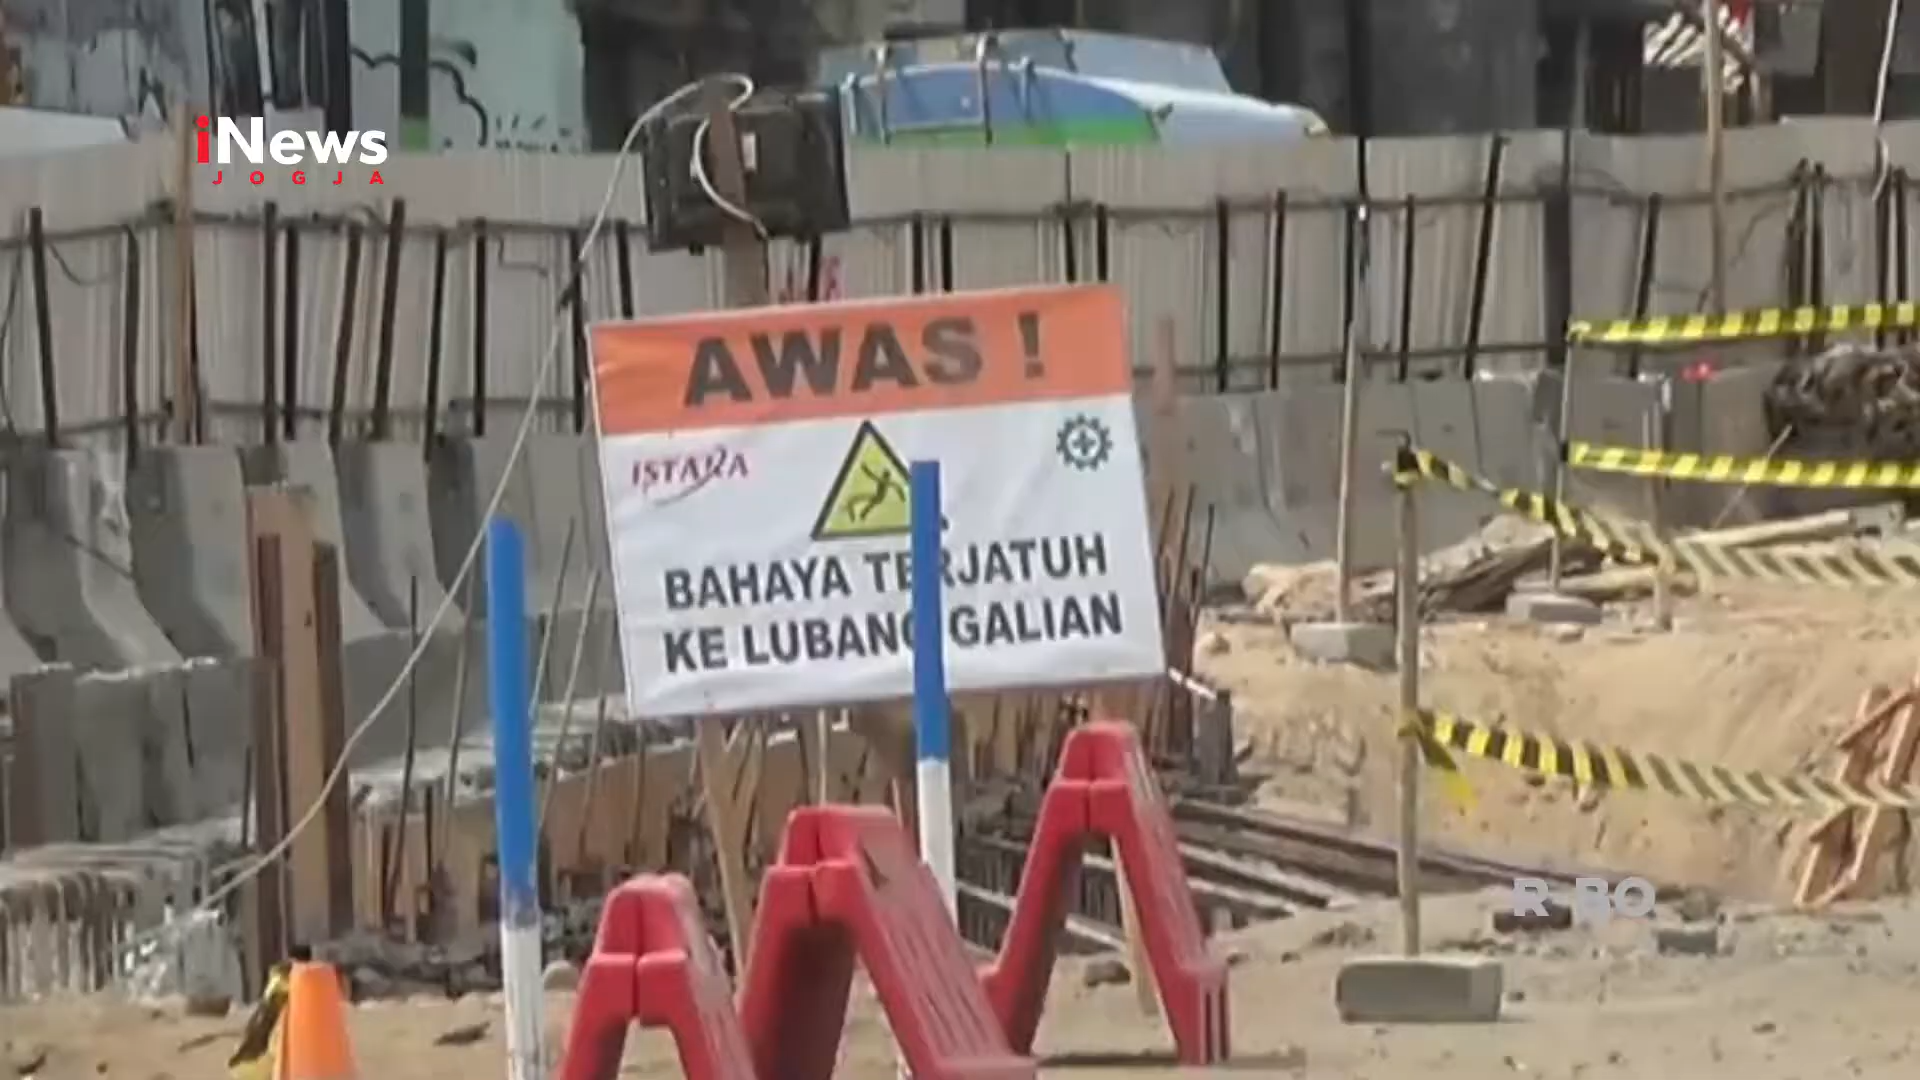 iNews
JOGJA
AWAS !
ISTAKA
BAHAYA TERJATUH
KE LUBANG GALIAN